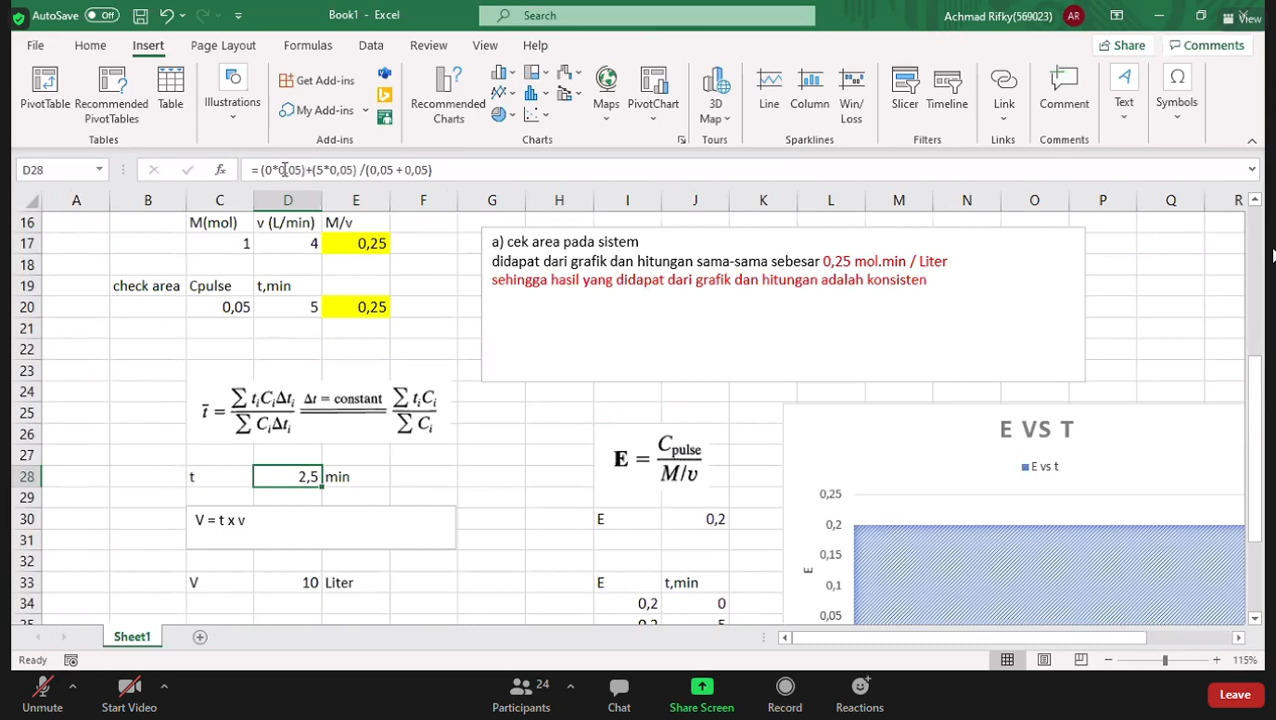 AutoSave Off Book1 - Excel Search Achmad Rifky(569023) AR View
File Home Insert Page Layout Formulas Data Review View Help Share Comments
PivotTable Recommended PivotTables Table Illustrations Get Add-ins My Add-ins Recommended Charts Maps PivotChart 3D Map Line Column Win/ Loss Slicer Timeline Link Comment Text Symbols
Tables Add-ins Charts Tours Sparklines Filters Links Comments
D28 fx = (0*0,05)+(5*0,05) /(0,05 + 0,05)
A B C D E F G H I J K L M N O P Q R
16 M(mol) v (L/min) M/v
17 1 4 0,25
18
19 check area Cpulse t,min
20 0,05 5 0,25
21
22
23
24
25
26
27
28 t 2,5 min
29
30
31
32
33 V 10 Liter
34
a) cek area pada sistem
didapat dari grafik dan hitungan sama-sama sebesar 0,25 mol.min / Liter
sehingga hasil yang didapat dari grafik dan hitungan adalah konsisten
t̄ = ∑ tᵢCᵢΔtᵢ / ∑ CᵢΔtᵢ = Δt = constant = ∑ tᵢCᵢ / ∑ Cᵢ
V = t x v
E = Cpulse / M/v
E 0,2
E t,min
0,2 0
E VS T
E vs t
0,25
0,2
0,15
0,1
0,05
E
Sheet1
Ready 115%
Unmute Start Video 24 Participants Chat Share Screen Record Reactions Leave